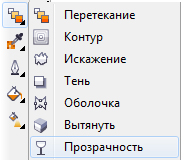 Перетекание
Контур
Искажение
Тень
Оболочка
Вытянуть
Прозрачность